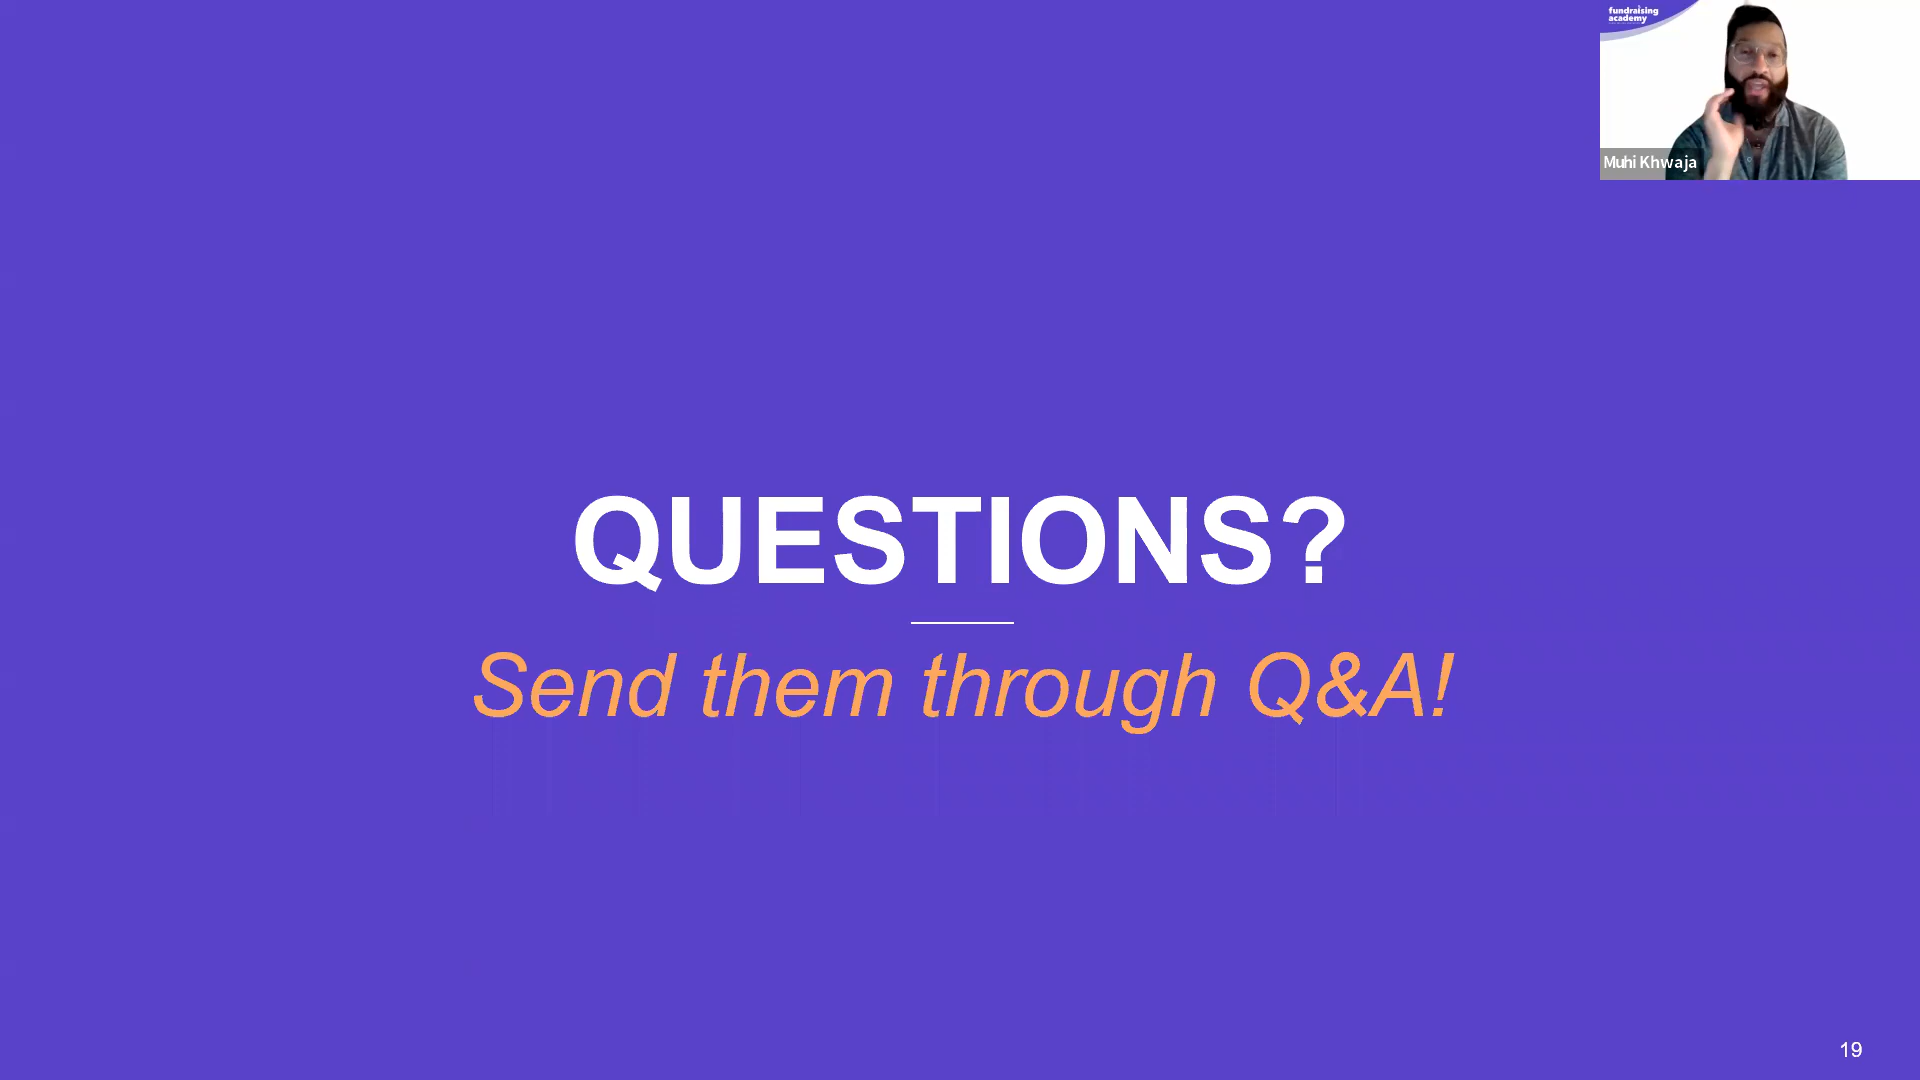 fundraising
academy
Muhi Khwaja
QUESTIONS?
Send them through Q&A!
19